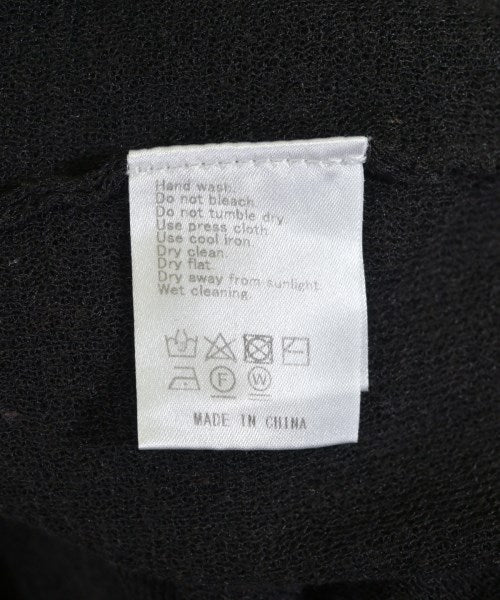 Hand wash.
Do not bleach.
Do not tumble dry.
Use press cloth.
Use cool iron.
Dry clean.
Dry flat.
Dry away from sunlight.
Wet cleaning.
F W
MADE IN CHINA